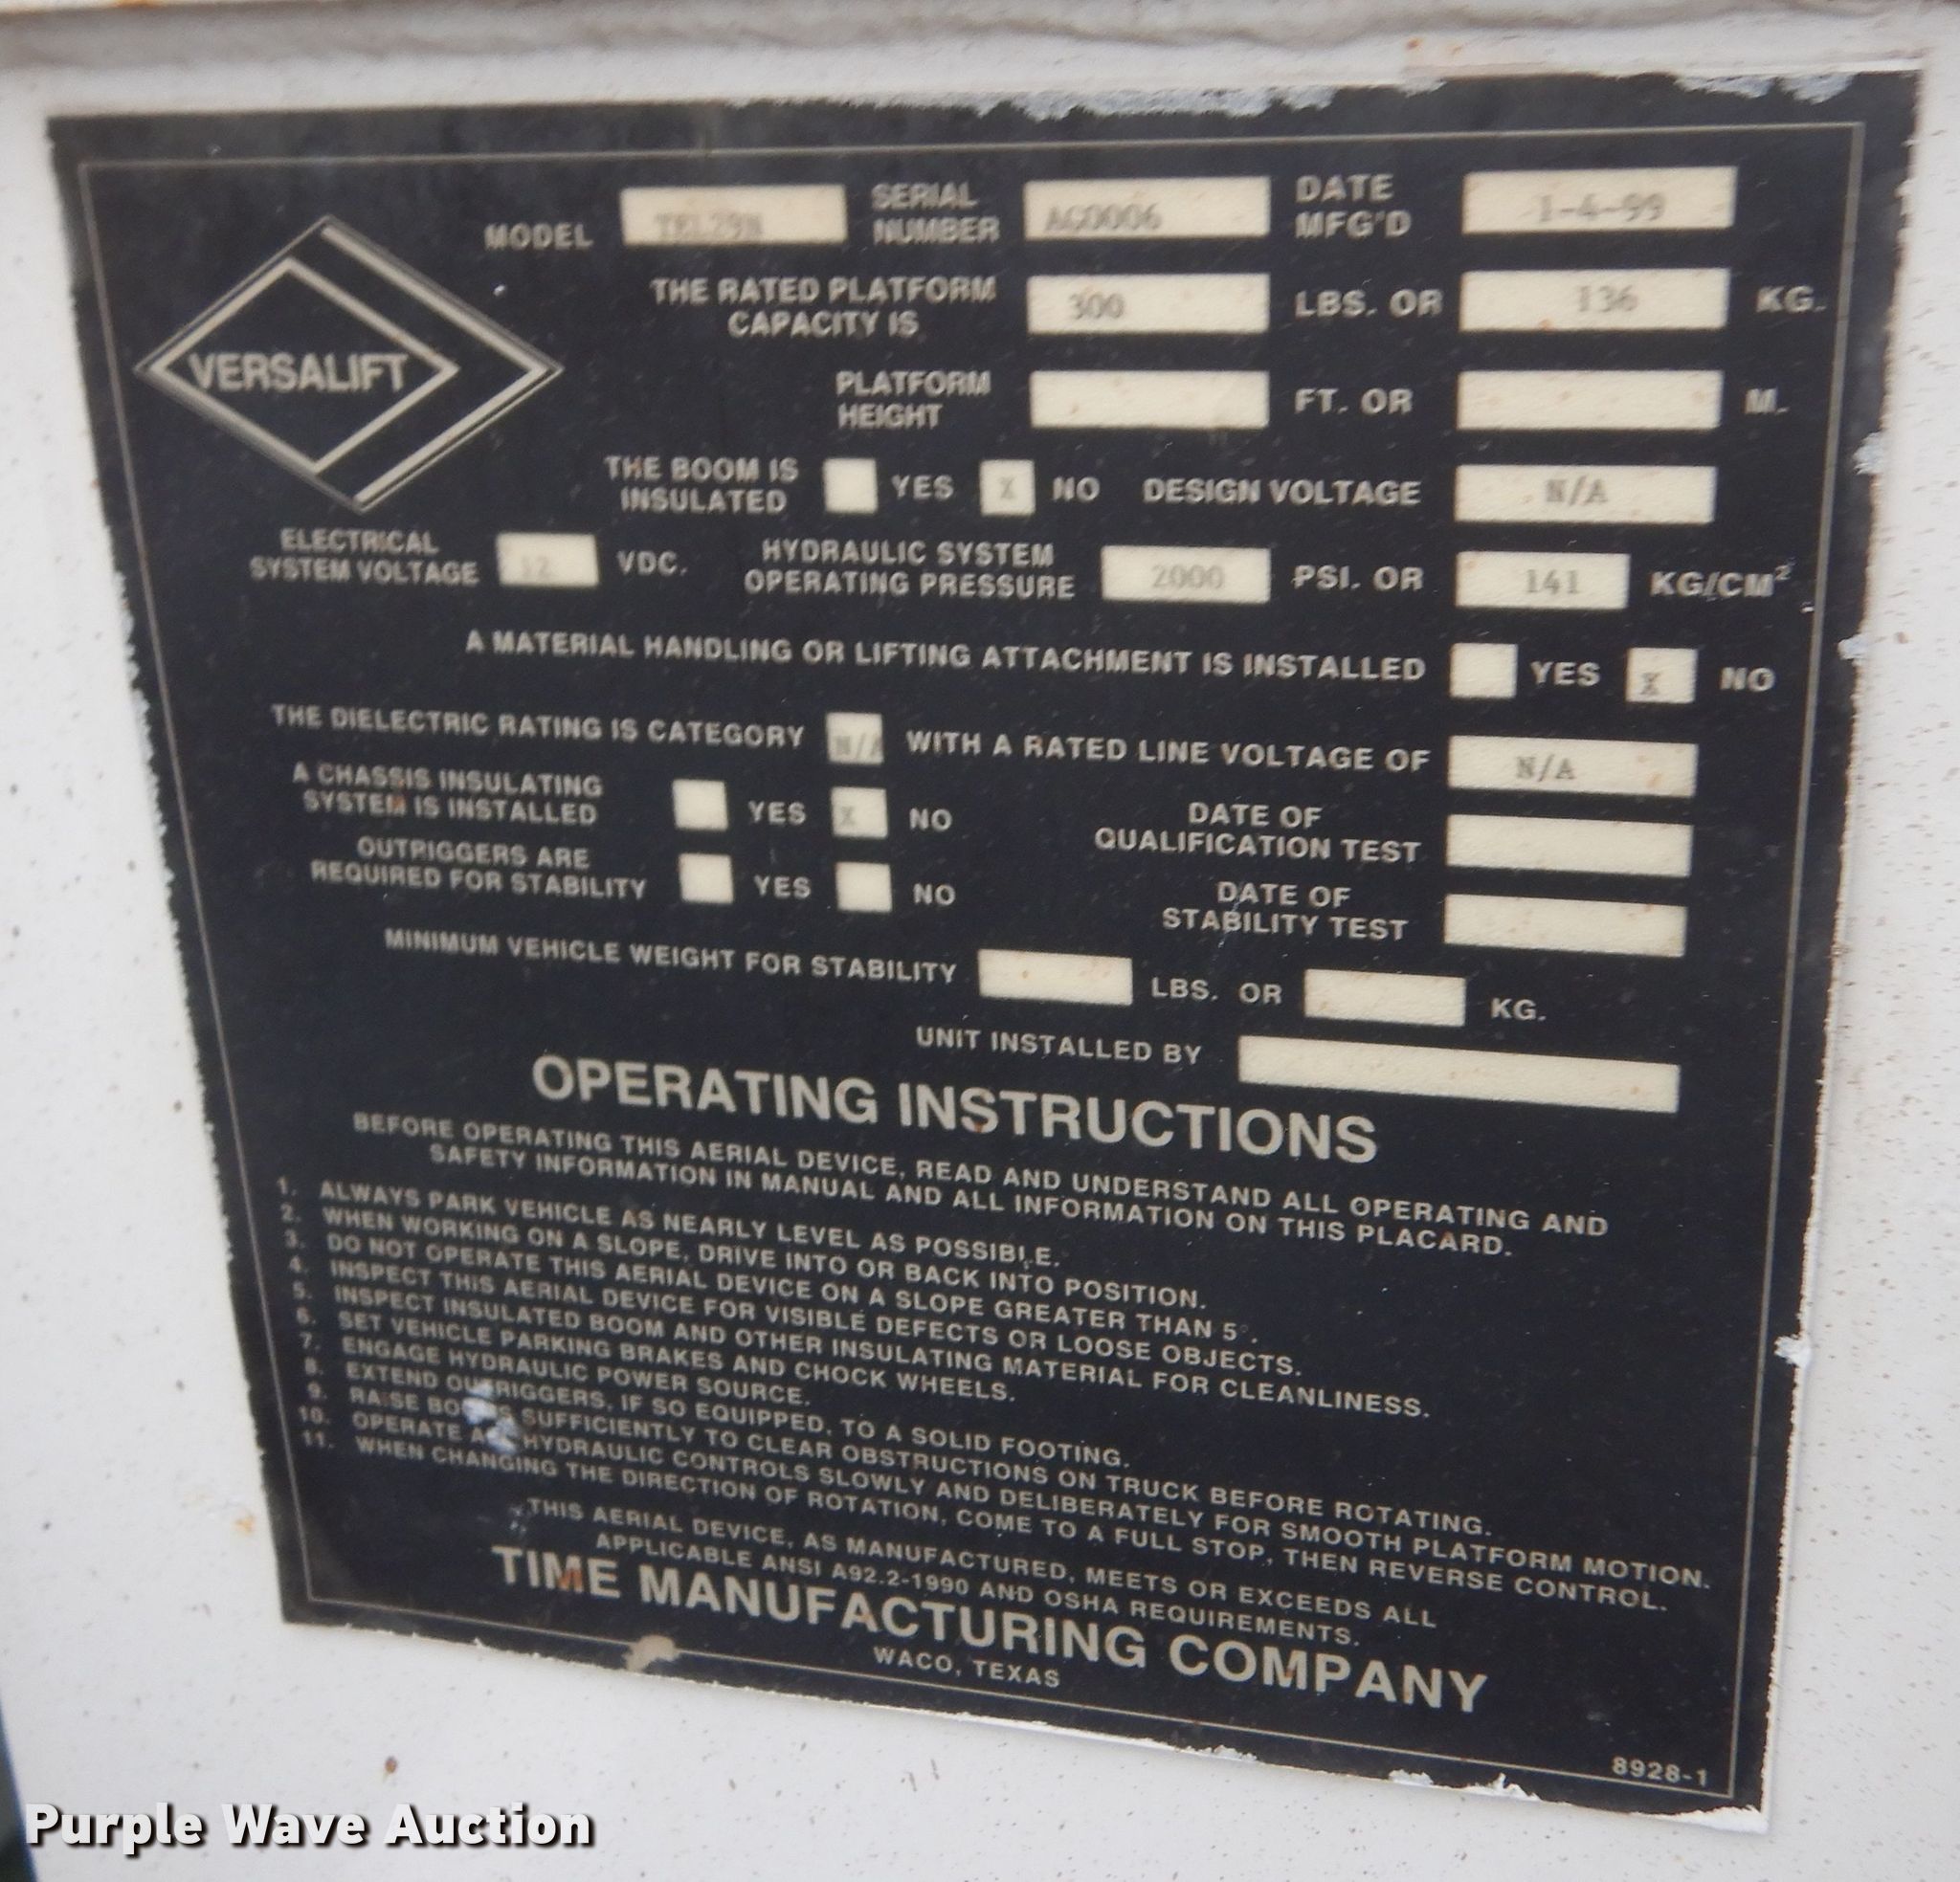 VERSALIFT
MODEL TEL29N SERIAL NUMBER AG0006 DATE MFG'D 1-4-99
THE RATED PLATFORM CAPACITY IS 300 LBS. OR 136 KG.
PLATFORM HEIGHT FT. OR M.
THE BOOM IS INSULATED YES X NO DESIGN VOLTAGE N/A
ELECTRICAL SYSTEM VOLTAGE 12 VDC. HYDRAULIC SYSTEM OPERATING PRESSURE 2000 PSI. OR 141 KG/CM²
A MATERIAL HANDLING OR LIFTING ATTACHMENT IS INSTALLED YES X NO
THE DIELECTRIC RATING IS CATEGORY N/A WITH A RATED LINE VOLTAGE OF N/A
A CHASSIS INSULATING SYSTEM IS INSTALLED YES X NO
DATE OF QUALIFICATION TEST
OUTRIGGERS ARE REQUIRED FOR STABILITY YES NO
DATE OF STABILITY TEST
MINIMUM VEHICLE WEIGHT FOR STABILITY LBS. OR KG.
UNIT INSTALLED BY
OPERATING INSTRUCTIONS
BEFORE OPERATING THIS AERIAL DEVICE, READ AND UNDERSTAND ALL OPERATING AND
SAFETY INFORMATION IN MANUAL AND ALL INFORMATION ON THIS PLACARD.
1. ALWAYS PARK VEHICLE AS NEARLY LEVEL AS POSSIBLE.
2. WHEN WORKING ON A SLOPE, DRIVE INTO OR BACK INTO POSITION.
3. DO NOT OPERATE THIS AERIAL DEVICE ON A SLOPE GREATER THAN 5°.
4. INSPECT THIS AERIAL DEVICE FOR VISIBLE DEFECTS OR LOOSE OBJECTS.
5. INSPECT INSULATED BOOM AND OTHER INSULATING MATERIAL FOR CLEANLINESS.
6. SET VEHICLE PARKING BRAKES AND CHOCK WHEELS.
7. ENGAGE HYDRAULIC POWER SOURCE.
8. EXTEND OUTRIGGERS, IF SO EQUIPPED, TO A SOLID FOOTING.
9. RAISE BOOMS SUFFICIENTLY TO CLEAR OBSTRUCTIONS ON TRUCK BEFORE ROTATING.
10. OPERATE ALL HYDRAULIC CONTROLS SLOWLY AND DELIBERATELY FOR SMOOTH PLATFORM MOTION.
11. WHEN CHANGING THE DIRECTION OF ROTATION, COME TO A FULL STOP, THEN REVERSE CONTROL.
THIS AERIAL DEVICE, AS MANUFACTURED, MEETS OR EXCEEDS ALL
APPLICABLE ANSI A92.2-1990 AND OSHA REQUIREMENTS.
TIME MANUFACTURING COMPANY
WACO, TEXAS
8928-1
Purple Wave Auction